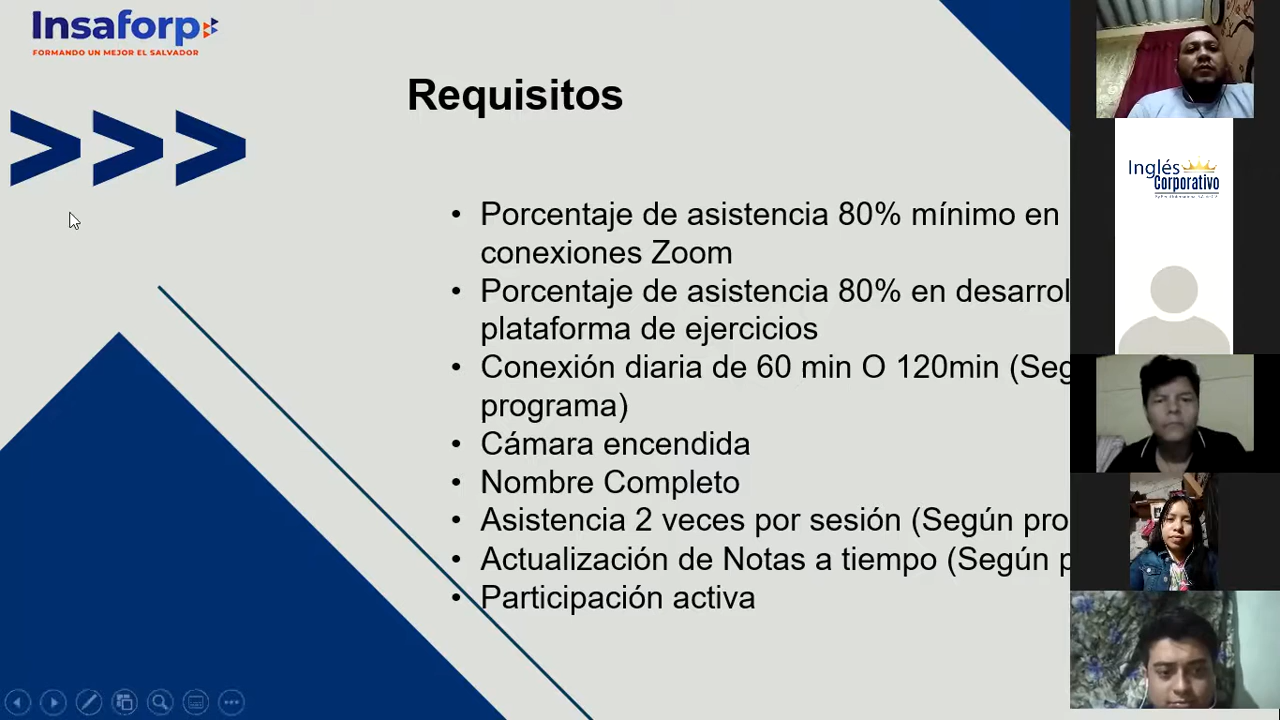 Insaforp
FORMANDO UN MEJOR EL SALVADOR
>>>
Requisitos
• Porcentaje de asistencia 80% mínimo en
conexiones Zoom
• Porcentaje de asistencia 80% en desarrol
plataforma de ejercicios
• Conexión diaria de 60 min O 120min (Seg
programa)
• Cámara encendida
• Nombre Completo
• Asistencia 2 veces por sesión (Según pro
• Actualización de Notas a tiempo (Según p
• Participación activa
Inglés
Corporativo